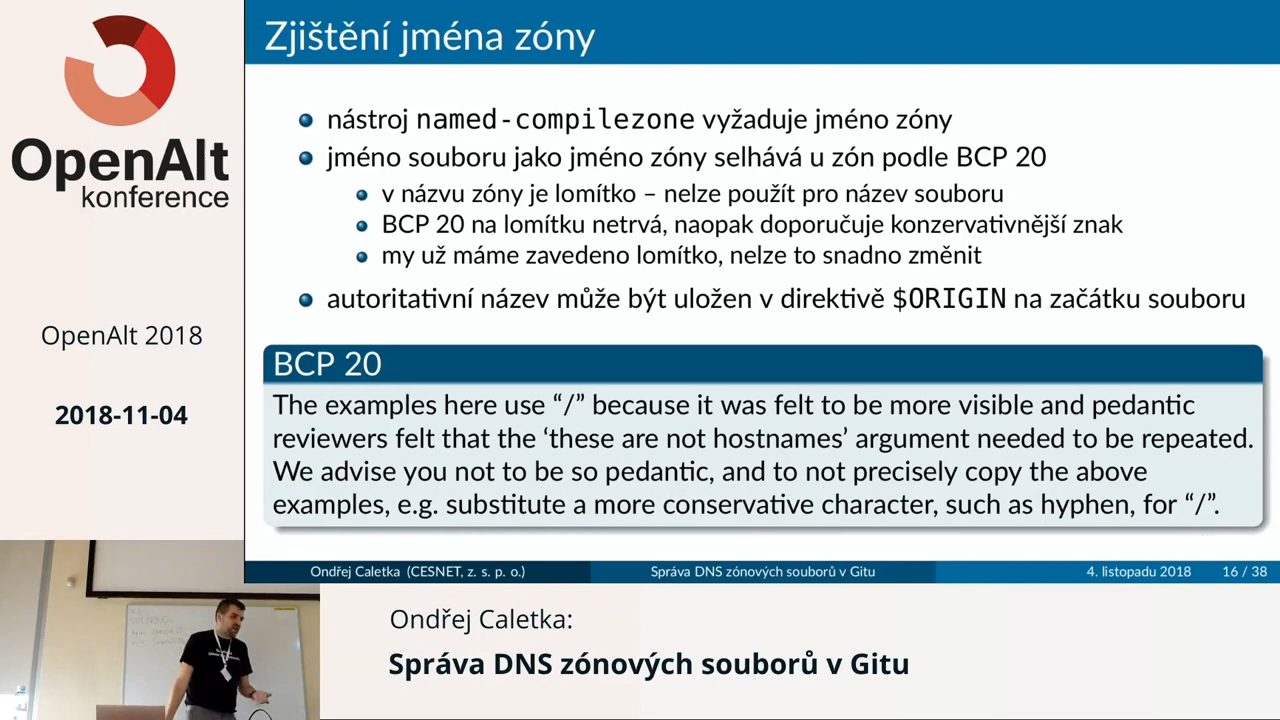 OpenAlt
konference
OpenAlt 2018
2018-11-04
Zjištění jména zóny
nástroj named-compilezone vyžaduje jméno zóny
jméno souboru jako jméno zóny selhává u zón podle BCP 20
v názvu zóny je lomítko – nelze použít pro název souboru
BCP 20 na lomítku netrvá, naopak doporučuje konzervativnější znak
my už máme zavedeno lomítko, nelze to snadno změnit
autoritativní název může být uložen v direktivě $ORIGIN na začátku souboru
BCP 20
The examples here use “/” because it was felt to be more visible and pedantic
reviewers felt that the ‘these are not hostnames’ argument needed to be repeated.
We advise you not to be so pedantic, and to not precisely copy the above
examples, e.g. substitute a more conservative character, such as hyphen, for “/”.
Ondřej Caletka (CESNET, z. s. p. o.) Správa DNS zónových souborů v Gitu 4. listopadu 2018 16 / 38
Ondřej Caletka:
Správa DNS zónových souborů v Gitu